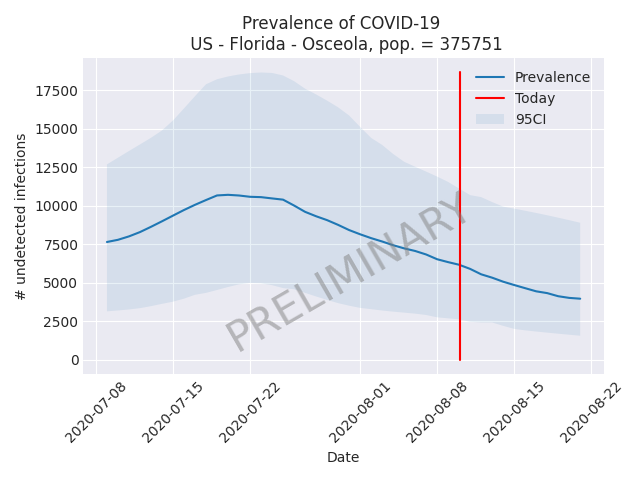 Prevalence of COVID-19
US - Florida - Osceola, pop. = 375751
# undetected infections
17500
15000
12500
10000
7500
5000
2500
0
Prevalence
Today
95CI
PRELIMINARY
2020-07-08
2020-07-15
2020-07-22
2020-08-01
2020-08-08
2020-08-15
2020-08-22
Date